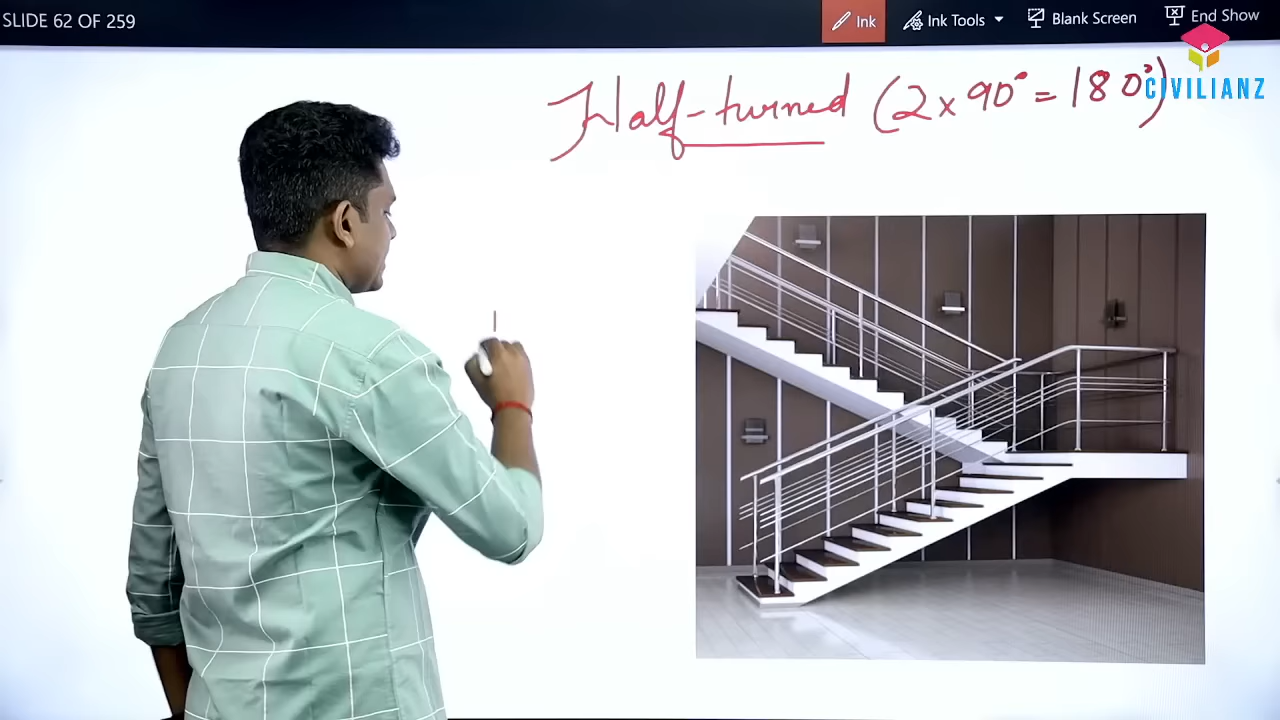 SLIDE 62 OF 259
Ink
Ink Tools
Blank Screen
End Show
Half-turned (2 x 90° = 180°)
CIVILIANZ